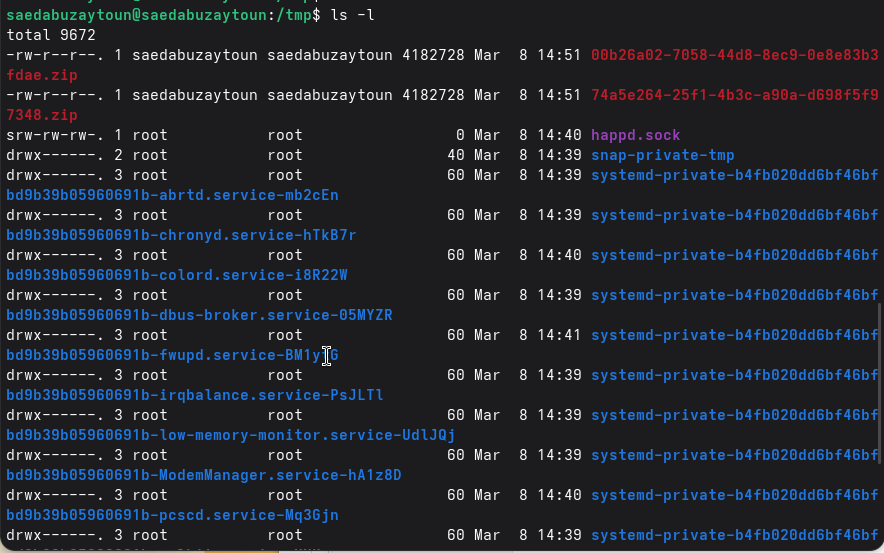 saedabuzaytoun@saedabuzaytoun:/tmp$ ls -l
total 9672
-rw-r--r--. 1 saedabuzaytoun saedabuzaytoun 4182728 Mar  8 14:51 00b26a02-7058-44d8-8ec9-0e8e83b3
fdae.zip
-rw-r--r--. 1 saedabuzaytoun saedabuzaytoun 4182728 Mar  8 14:51 74a5e264-25f1-4b3c-a90a-d698f5f9
7348.zip
srw-rw-rw-. 1 root           root                 0 Mar  8 14:40 happd.sock
drwx------. 2 root           root                40 Mar  8 14:39 snap-private-tmp
drwx------. 3 root           root                60 Mar  8 14:39 systemd-private-b4fb020dd6bf46bf
bd9b39b05960691b-abrtd.service-mb2cEn
drwx------. 3 root           root                60 Mar  8 14:39 systemd-private-b4fb020dd6bf46bf
bd9b39b05960691b-chronyd.service-hTkB7r
drwx------. 3 root           root                60 Mar  8 14:40 systemd-private-b4fb020dd6bf46bf
bd9b39b05960691b-colord.service-i8R22W
drwx------. 3 root           root                60 Mar  8 14:39 systemd-private-b4fb020dd6bf46bf
bd9b39b05960691b-dbus-broker.service-05MYZR
drwx------. 3 root           root                60 Mar  8 14:41 systemd-private-b4fb020dd6bf46bf
drwx------. 3 root           root                60 Mar  8 14:39 systemd-private-b4fb020dd6bf46bf
bd9b39b05960691b-irqbalance.service-PsJLTl
drwx------. 3 root           root                60 Mar  8 14:39 systemd-private-b4fb020dd6bf46bf
bd9b39b05960691b-low-memory-monitor.service-UdlJQj
drwx------. 3 root           root                60 Mar  8 14:39 systemd-private-b4fb020dd6bf46bf
bd9b39b05960691b-ModemManager.service-hA1z8D
drwx------. 3 root           root                60 Mar  8 14:40 systemd-private-b4fb020dd6bf46bf
bd9b39b05960691b-pcscd.service-Mq3Gjn
drwx------. 3 root           root                60 Mar  8 14:39 systemd-private-b4fb020dd6bf46bf